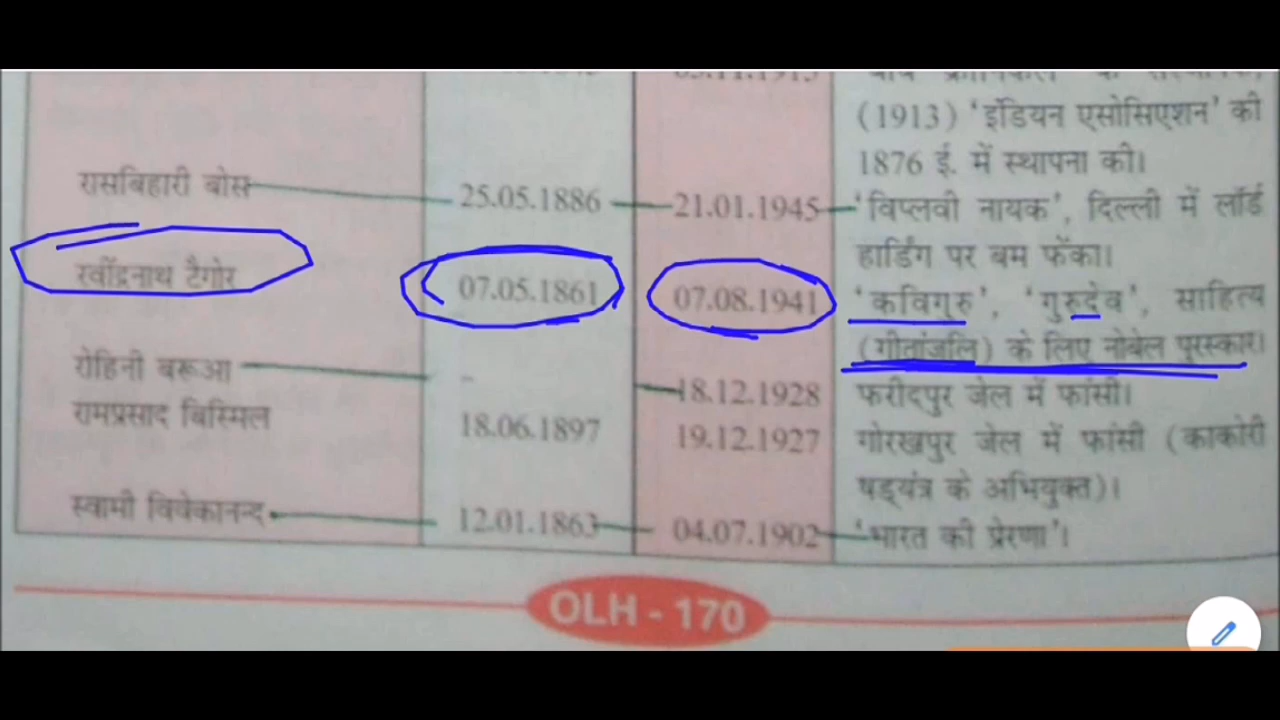 (1913) 'इंडियन एसोसिएशन' की
1876 ई. में स्थापना की।
रासबिहारी बोस 25.05.1886 21.01.1945 'विप्लवी नायक', दिल्ली में लॉर्ड
हार्डिंग पर बम फेंका।
रवींद्रनाथ टैगोर 07.05.1861 07.08.1941 'कविगुरु', 'गुरुदेव', साहित्य
(गीतांजलि) के लिए नोबेल पुरस्कार।
रोहिनी बरूआ - 18.12.1928 फरीदपुर जेल में फांसी।
रामप्रसाद बिस्मिल 18.06.1897 19.12.1927 गोरखपुर जेल में फांसी (काकोरी
षड्यंत्र के अभियुक्त)।
स्वामी विवेकानन्द 12.01.1863 04.07.1902 'भारत की प्रेरणा'।
OLH - 170